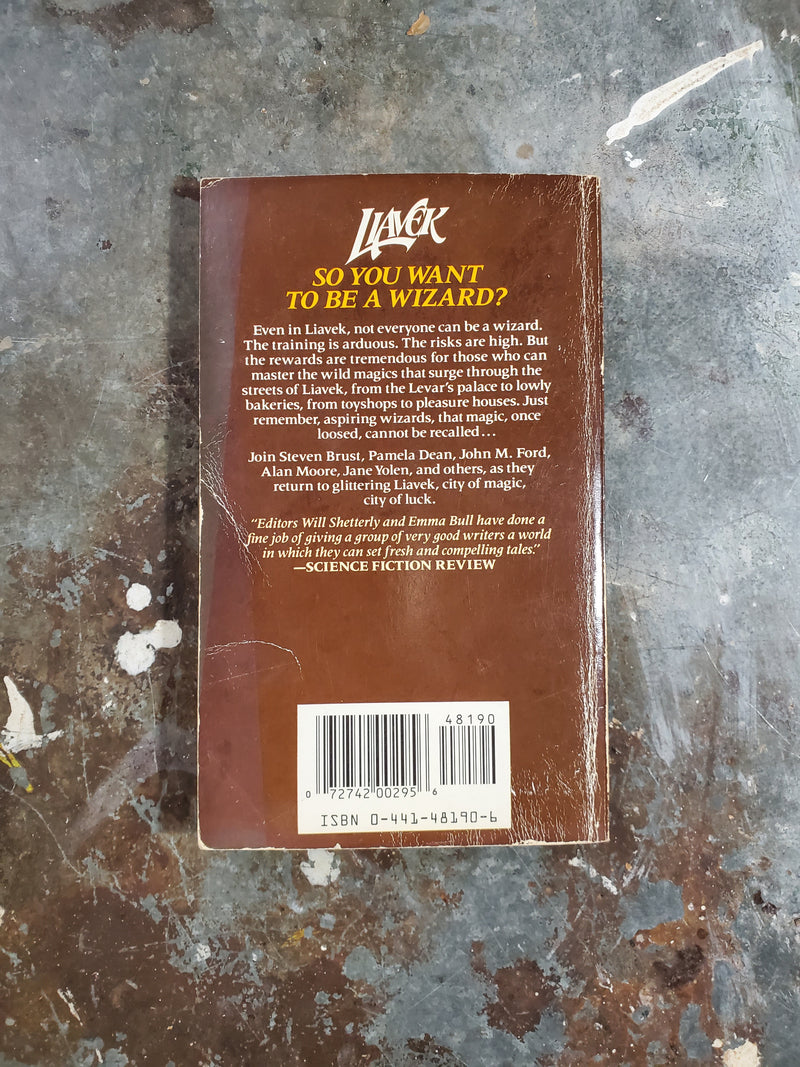 LIAVEK
SO YOU WANT
TO BE A WIZARD?
Even in Liavek, not everyone can be a wizard.
The training is arduous. The risks are high. But
the rewards are tremendous for those who can
master the wild magics that surge through the
streets of Liavek, from the Levar's palace to lowly
bakeries, from toyshops to pleasure houses. Just
remember, aspiring wizards, that magic, once
loosed, cannot be recalled...
Join Steven Brust, Pamela Dean, John M. Ford,
Alan Moore, Jane Yolen, and others, as they
return to glittering Liavek, city of magic,
city of luck.
"Editors Will Shetterly and Emma Bull have done a
fine job of giving a group of very good writers a world
in which they can set fresh and compelling tales."
—SCIENCE FICTION REVIEW
48190
0 72742 00295 6
ISBN 0-441-48190-6